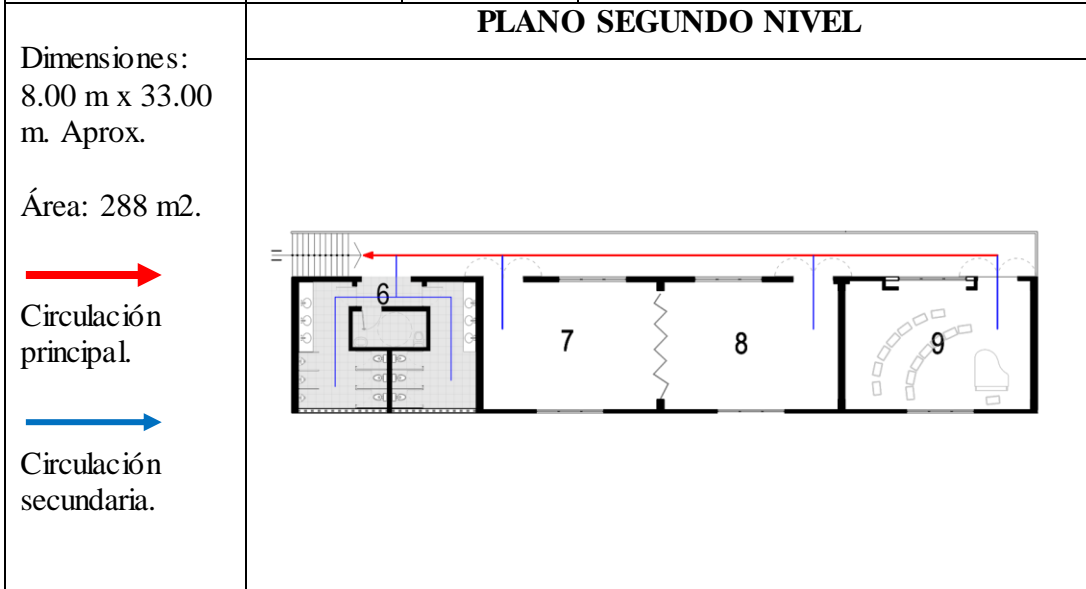 PLANO SEGUNDO NIVEL
Dimensiones:
8.00 m x 33.00
m. Aprox.
Área: 288 m2.
Circulación
principal.
Circulación
secundaria.
6
7
8
9